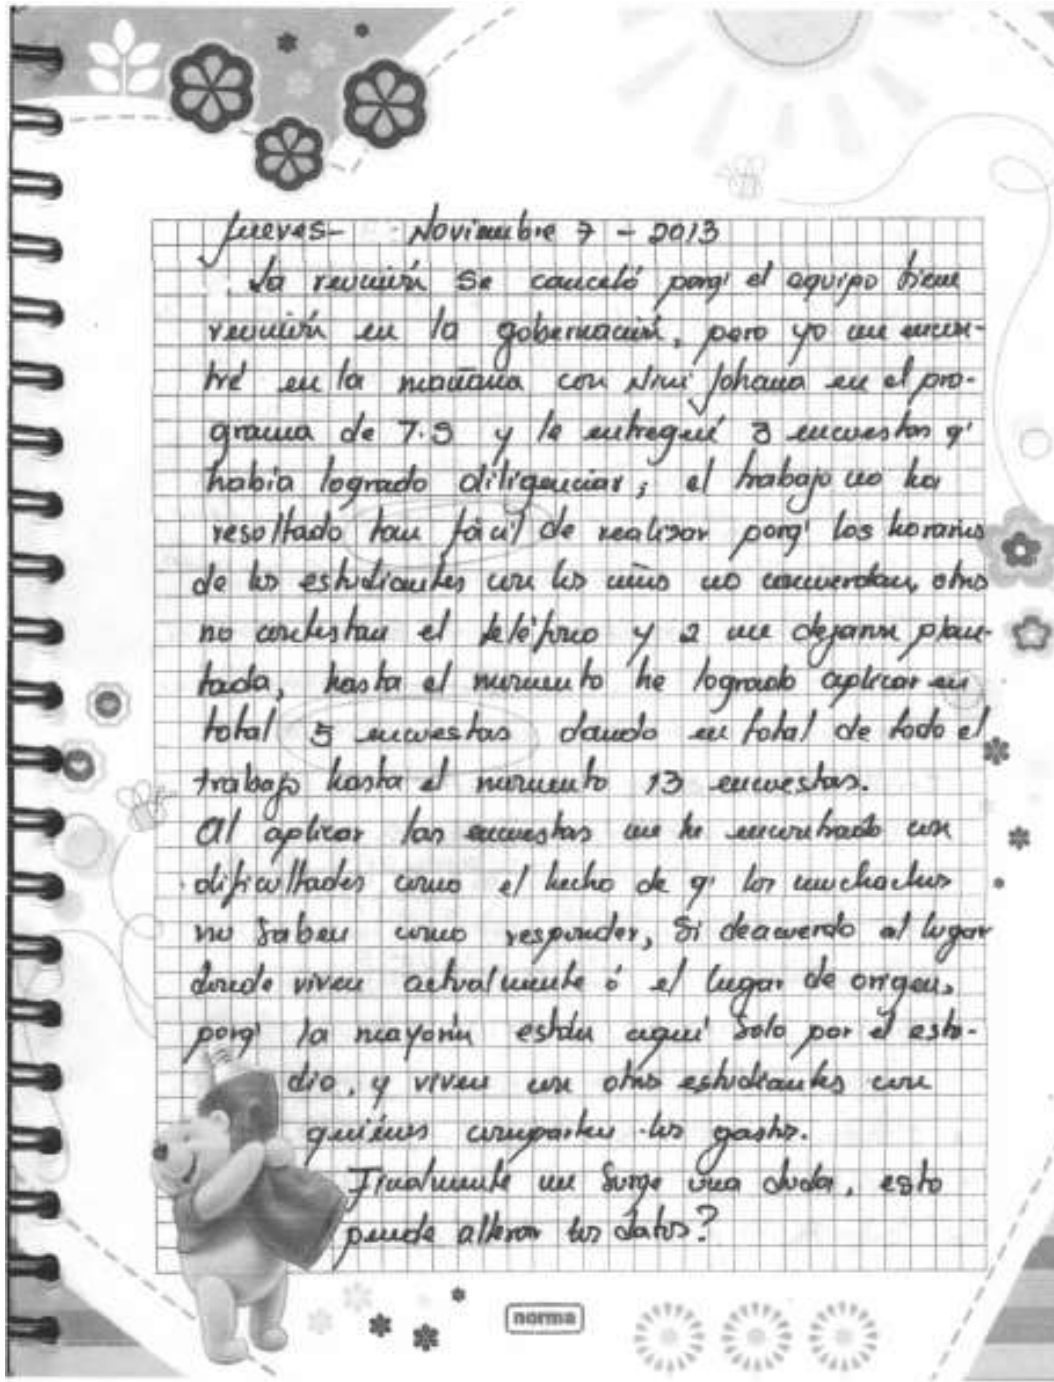 Jueves- Noviembre 7 - 2013
La reunión se canceló porq' el equipo tiene
reunión en la gobernación, pero yo me encon-
tré en la mañana con Nini Johana en el pro-
grama de 7.9 y le entregué 3 encuestas q'
había logrado diligenciar; el trabajo no ha
resoltado tan fácil de realisar porq' los horarios
de los estudiantes con los mios no concuerdan, otros
no contestan el teléfono y 2 me dejaron plan-
tada, hasta el momento he logrado aplicar en
total 5 encuestas dando en total de todo el
trabajo hasta el momento 13 encuestas.
Al aplicar las encuestas me he encontrado con
dificultades como el hecho de q' los muchachos
no saben como responder, si deacuerdo al lugar
donde viven actualmente ó el lugar de origen,
porq' la mayoría están aquí solo por el estu-
dio, y viven con otros estudiantes con
quiénes comparten los gastos.
Finalmente me surge una duda, esto
puede alterar los datos?
norma